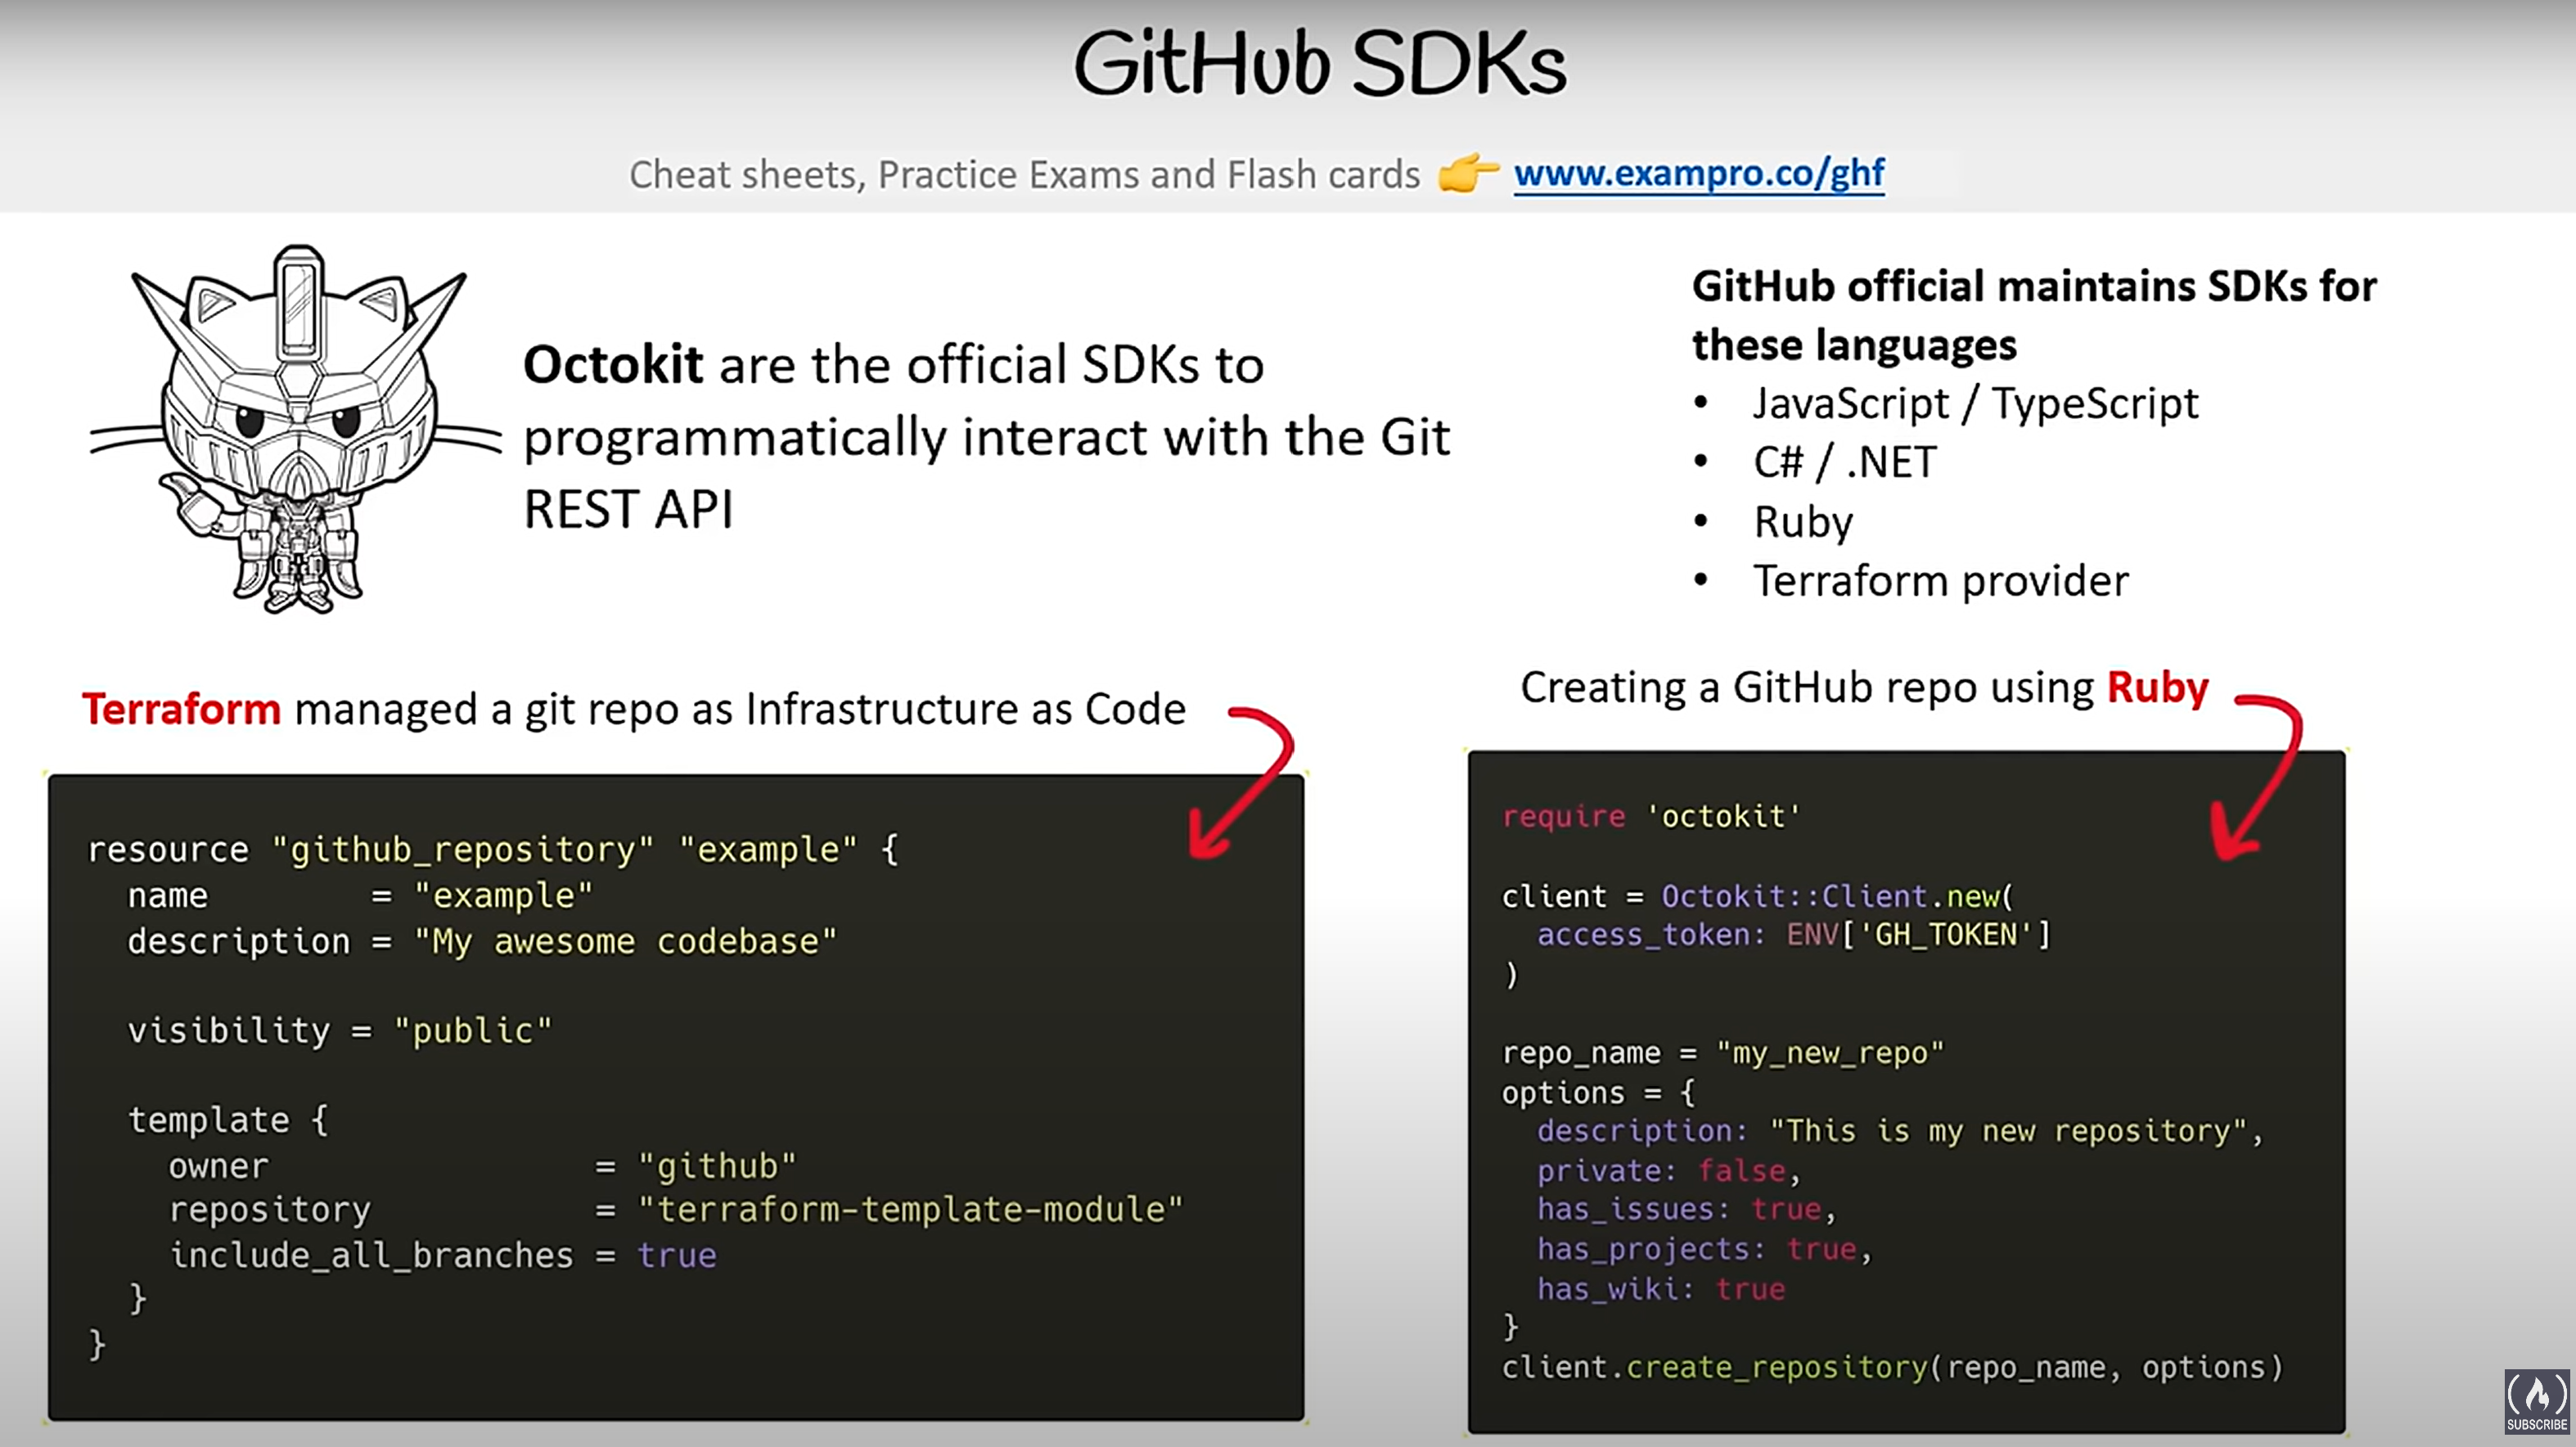 GitHub SDKs
Cheat sheets, Practice Exams and Flash cards 👉 www.exampro.co/ghf
Octokit are the official SDKs to
programmatically interact with the Git
REST API
GitHub official maintains SDKs for
these languages
• JavaScript / TypeScript
• C# / .NET
• Ruby
• Terraform provider
Terraform managed a git repo as Infrastructure as Code
resource "github_repository" "example" {
  name        = "example"
  description = "My awesome codebase"
  visibility = "public"
  template {
    owner                = "github"
    repository           = "terraform-template-module"
    include_all_branches = true
  }
}
Creating a GitHub repo using Ruby
require 'octokit'
client = Octokit::Client.new(
  access_token: ENV['GH_TOKEN']
)
repo_name = "my_new_repo"
options = {
  description: "This is my new repository",
  private: false,
  has_issues: true,
  has_projects: true,
  has_wiki: true
}
client.create_repository(repo_name, options)
SUBSCRIBE